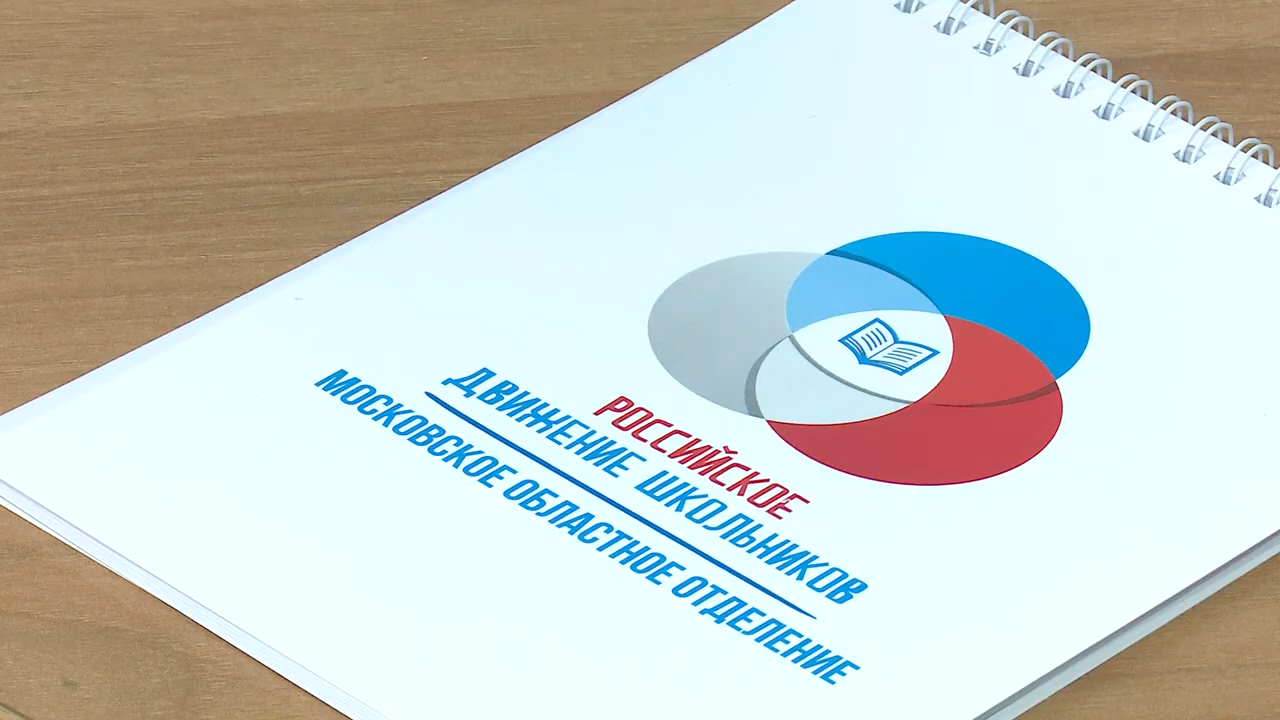 РОССИЙСКОЕ
ДВИЖЕНИЕ ШКОЛЬНИКОВ
МОСКОВСКОЕ ОБЛАСТНОЕ ОТДЕЛЕНИЕ